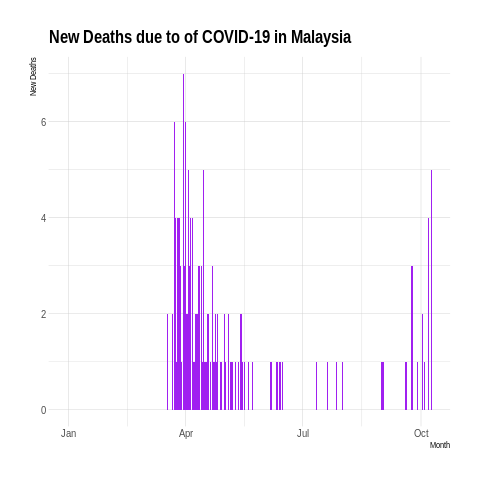 New Deaths due to of COVID-19 in Malaysia
New Deaths
6
4
2
0
Jan Apr Jul Oct
Month